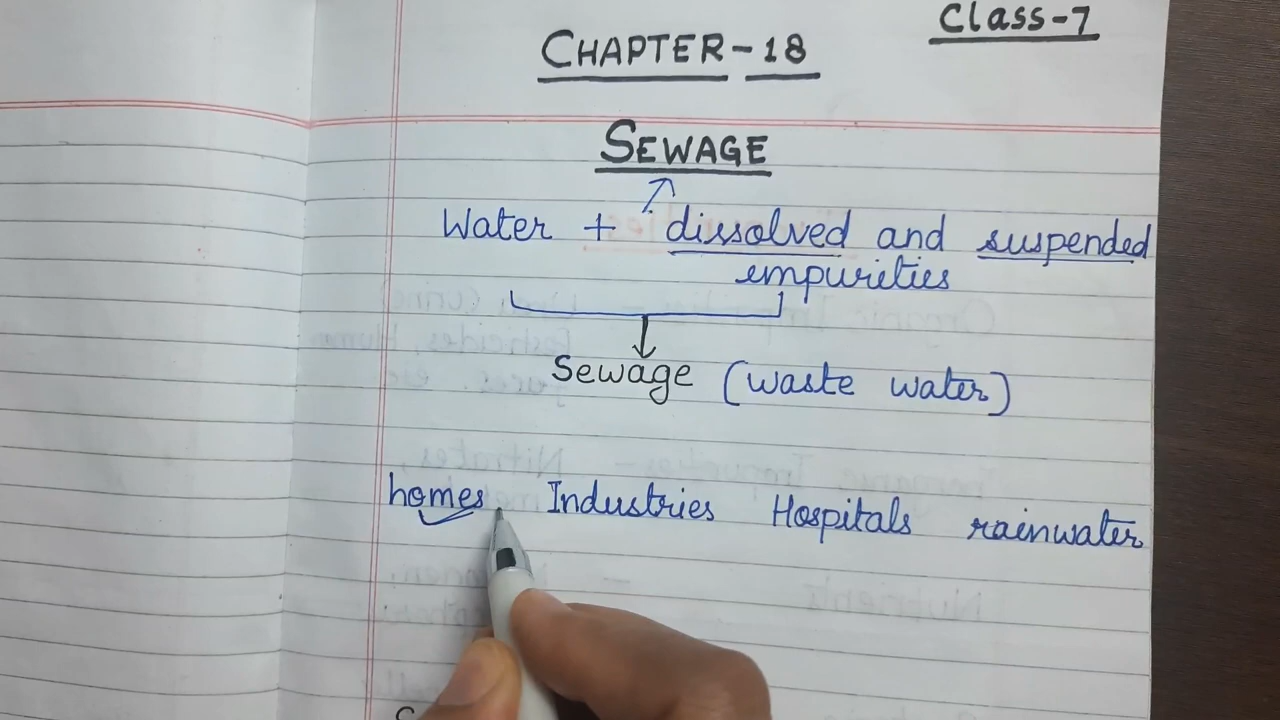 Class-7
CHAPTER-18
SEWAGE
Water + dissolved and suspended
empurities
Sewage (waste water)
homes Industries Hospitals rainwater